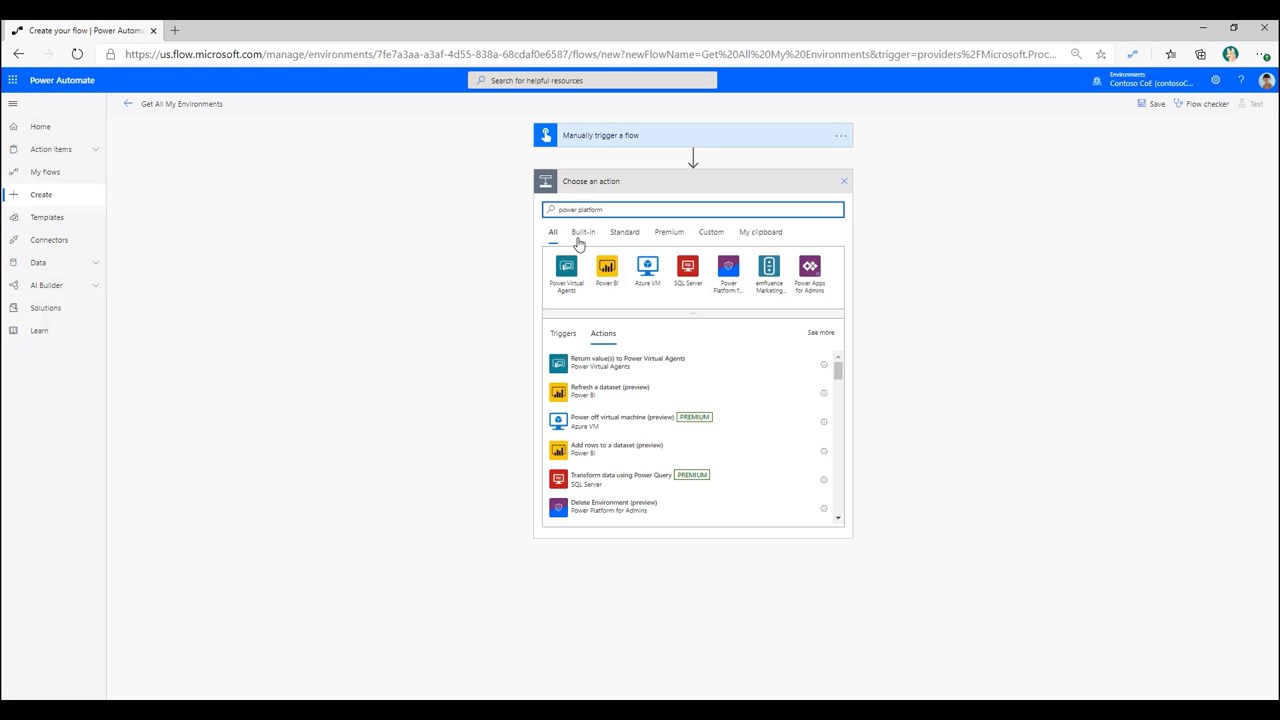 Create your flow | Power Automa
https://us.flow.microsoft.com/manage/environments/7fe7a3aa-a3af-4d55-838a-68cdaf0e6587/flows/new?newFlowName=Get%20All%20My%20Environments&trigger=providers%2FMicrosoft.Proc...
Power Automate
Search for helpful resources
Environments
Contoso CoE (contosoC...
Get All My Environments
Save
Flow checker
Test
Home
Action items
My flows
Create
Templates
Connectors
Data
AI Builder
Solutions
Learn
Manually trigger a flow
Choose an action
power platform
All
Built-in
Standard
Premium
Custom
My clipboard
Power Virtual
Agents
Power BI
Azure VM
SQL Server
Power
Platform f...
emfluence
Marketing...
Power Apps
for Admins
Triggers
Actions
See more
Return value(s) to Power Virtual Agents
Power Virtual Agents
Refresh a dataset (preview)
Power BI
Power off virtual machine (preview) PREMIUM
Azure VM
Add rows to a dataset (preview)
Power BI
Transform data using Power Query PREMIUM
SQL Server
Delete Environment (preview)
Power Platform for Admins